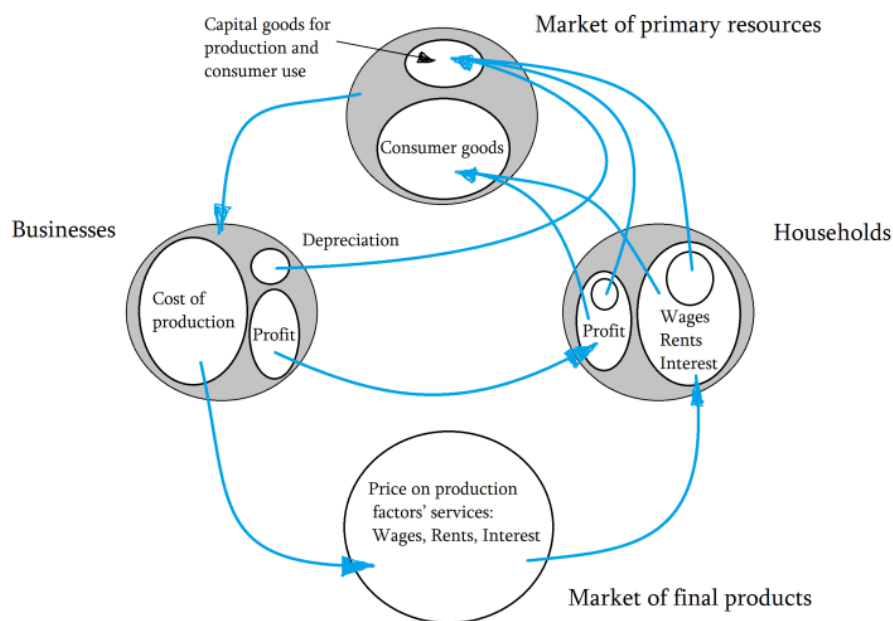 Capital goods for
production and
consumer use
Market of primary resources
Consumer goods
Businesses
Depreciation
Households
Cost of
production
Profit
Profit
Wages
Rents
Interest
Price on production
factors' services:
Wages, Rents, Interest
Market of final products